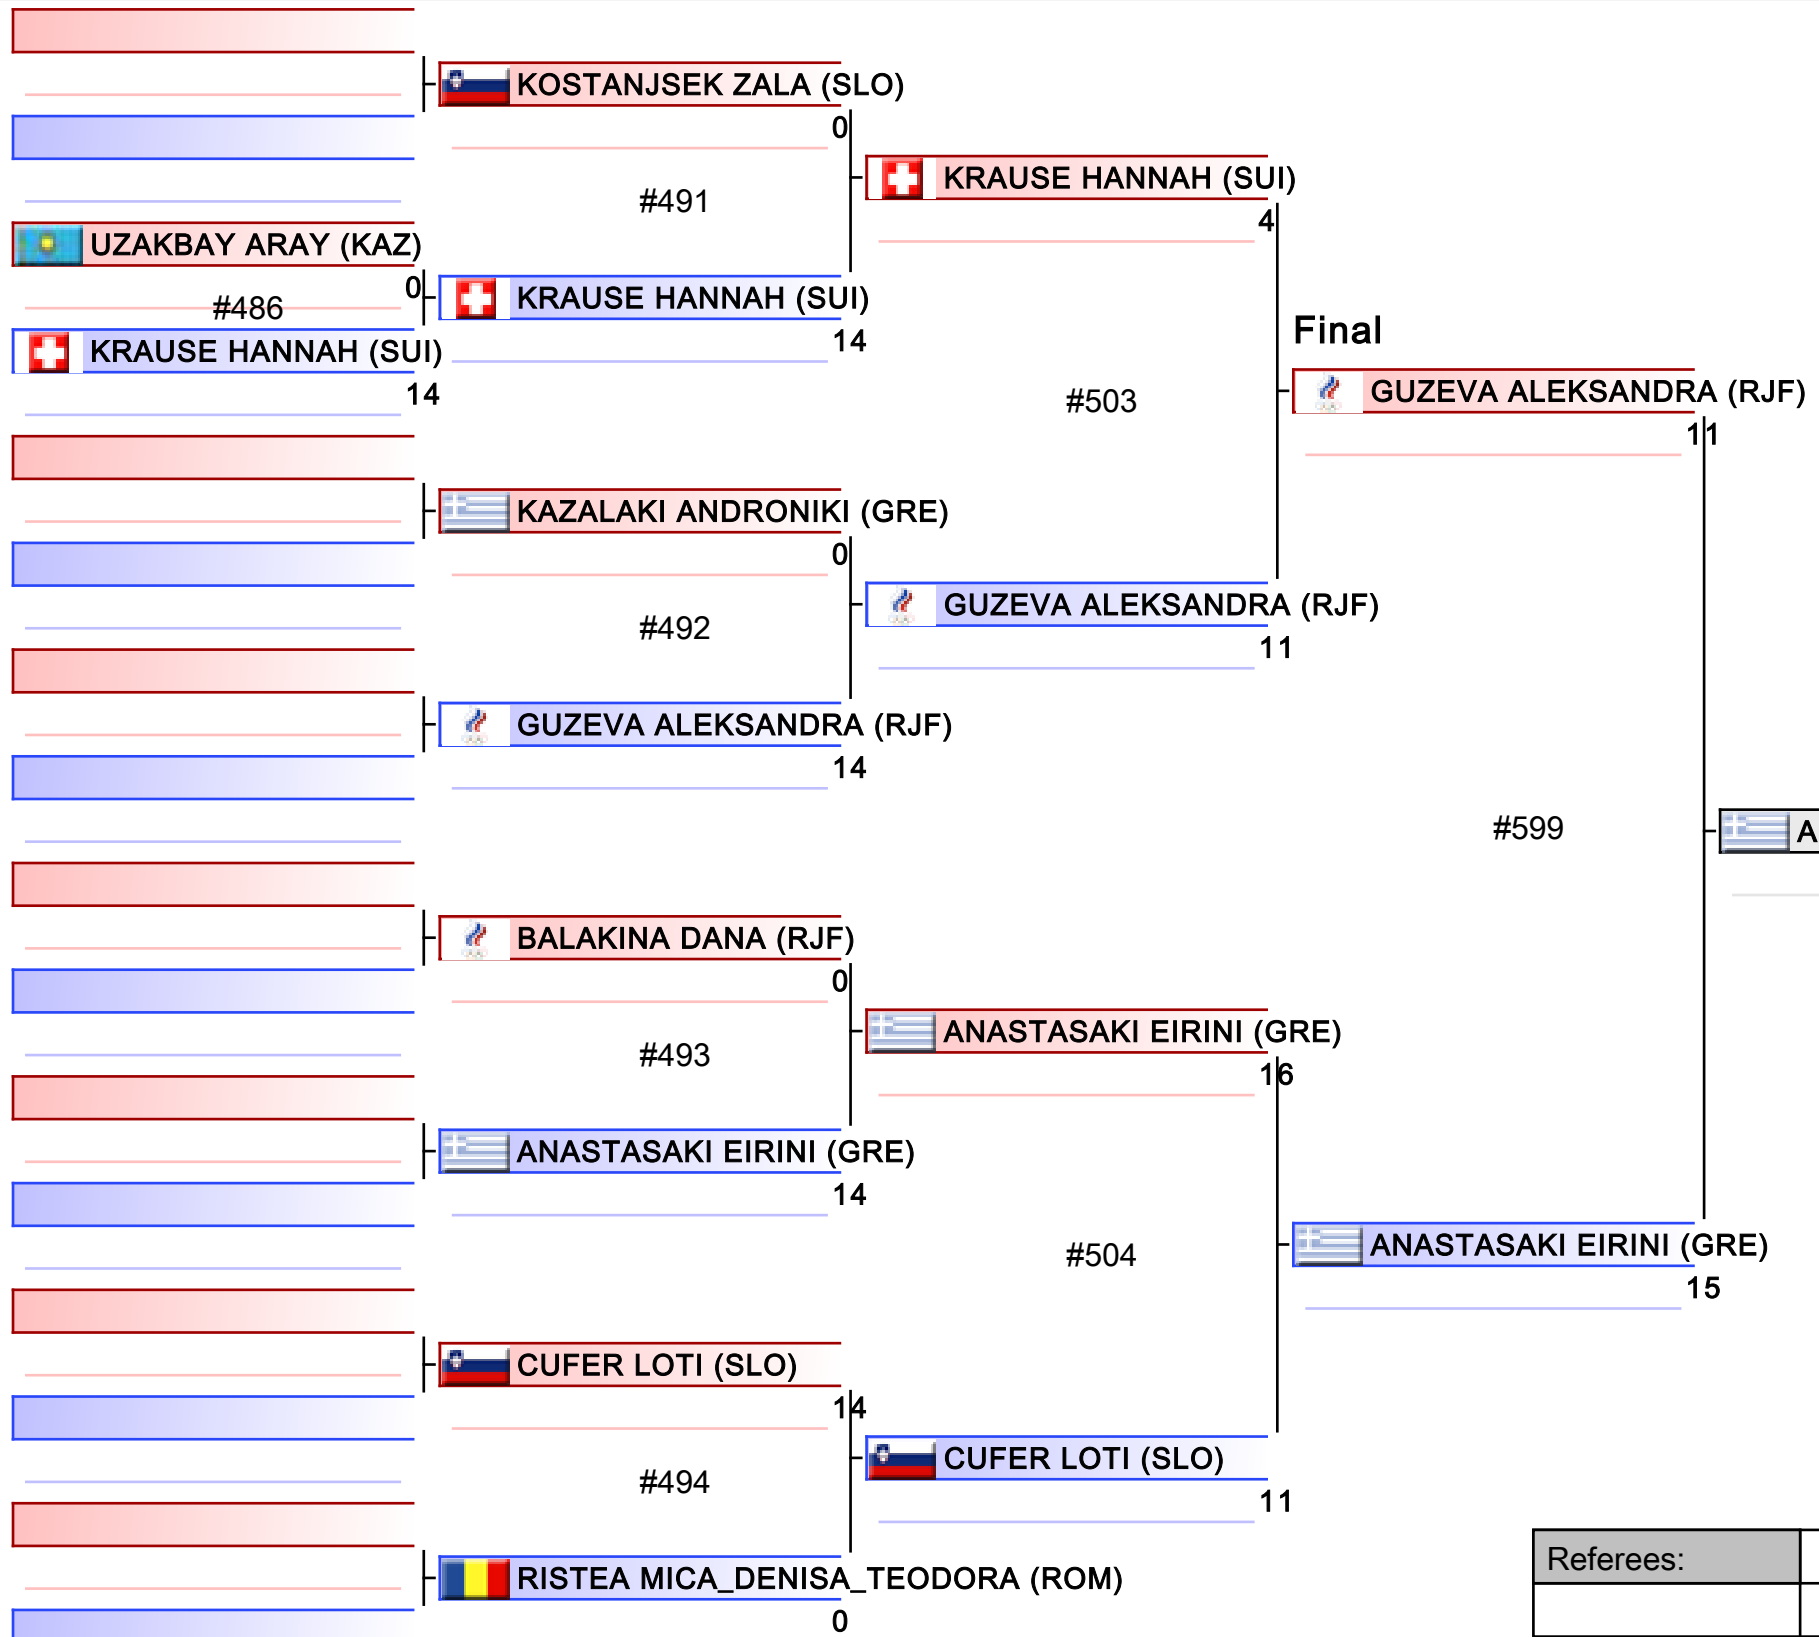 KOSTANJSEK ZALA (SLO)
0
#491
KRAUSE HANNAH (SUI)
4
UZAKBAY ARAY (KAZ)
0
#486
KRAUSE HANNAH (SUI)
14
KRAUSE HANNAH (SUI)
14
#503
Final
GUZEVA ALEKSANDRA (RJF)
11
KAZALAKI ANDRONIKI (GRE)
0
#492
GUZEVA ALEKSANDRA (RJF)
11
GUZEVA ALEKSANDRA (RJF)
14
#599
A
BALAKINA DANA (RJF)
0
#493
ANASTASAKI EIRINI (GRE)
16
ANASTASAKI EIRINI (GRE)
14
#504
ANASTASAKI EIRINI (GRE)
15
CUFER LOTI (SLO)
14
#494
CUFER LOTI (SLO)
11
RISTEA MICA_DENISA_TEODORA (ROM)
0
Referees: